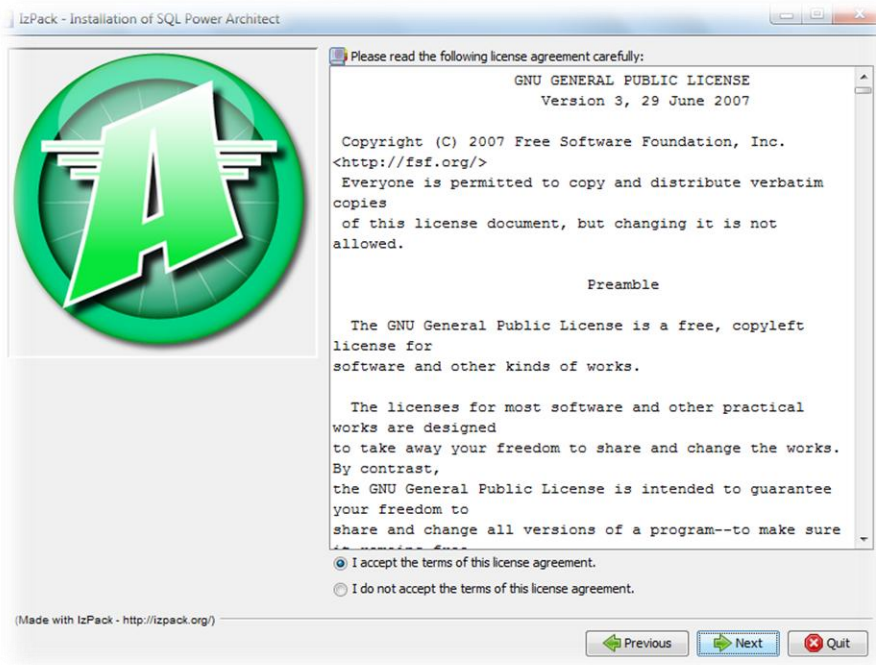 IzPack - Installation of SQL Power Architect
Please read the following license agreement carefully:
GNU GENERAL PUBLIC LICENSE
Version 3, 29 June 2007
Copyright (C) 2007 Free Software Foundation, Inc.
<http://fsf.org/>
Everyone is permitted to copy and distribute verbatim
copies
of this license document, but changing it is not
allowed.
Preamble
The GNU General Public License is a free, copyleft
license for
software and other kinds of works.
The licenses for most software and other practical
works are designed
to take away your freedom to share and change the works.
By contrast,
the GNU General Public License is intended to guarantee
your freedom to
share and change all versions of a program--to make sure
I accept the terms of this license agreement.
I do not accept the terms of this license agreement.
(Made with IzPack - http://izpack.org/)
Previous
Next
Quit
A